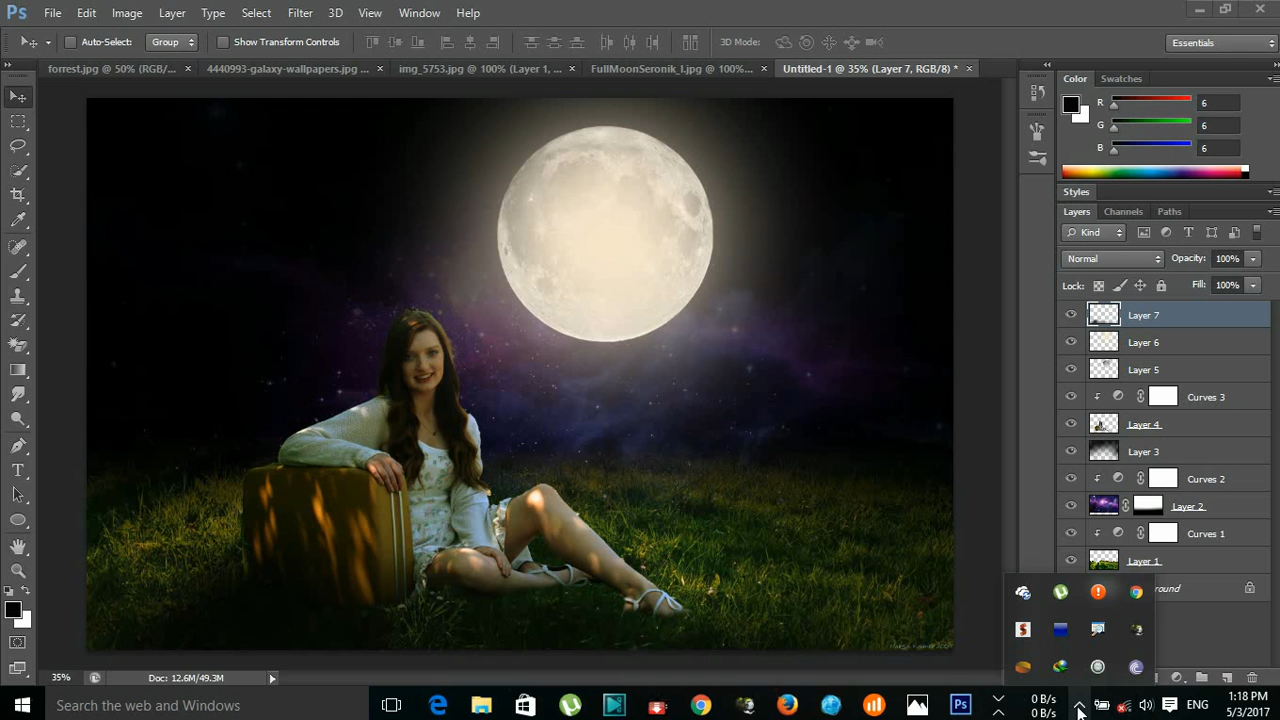 Ps File Edit Image Layer Type Select Filter 3D View Window Help
Auto-Select: Group Show Transform Controls 3D Mode: Essentials
forrest.jpg @ 50% (RGB/... × 4440993-galaxy-wallpapers.jpg ... × img_5753.jpg @ 100% (Layer 1, ... × FullMoonSeronik_l.jpg @ 100%... × Untitled-1 @ 35% (Layer 7, RGB/8) * ×
Color Swatches
R 6
G 6
B 6
Styles
Layers Channels Paths
Kind
Normal Opacity: 100%
Lock: Fill: 100%
Layer 7
Layer 6
Layer 5
Curves 3
Layer 4
Layer 3
Curves 2
Layer 2
Curves 1
Layer 1
ound
35% Doc: 12.6M/49.3M
Search the web and Windows
0 B/s
0 B/s
ENG
1:18 PM
5/3/2017